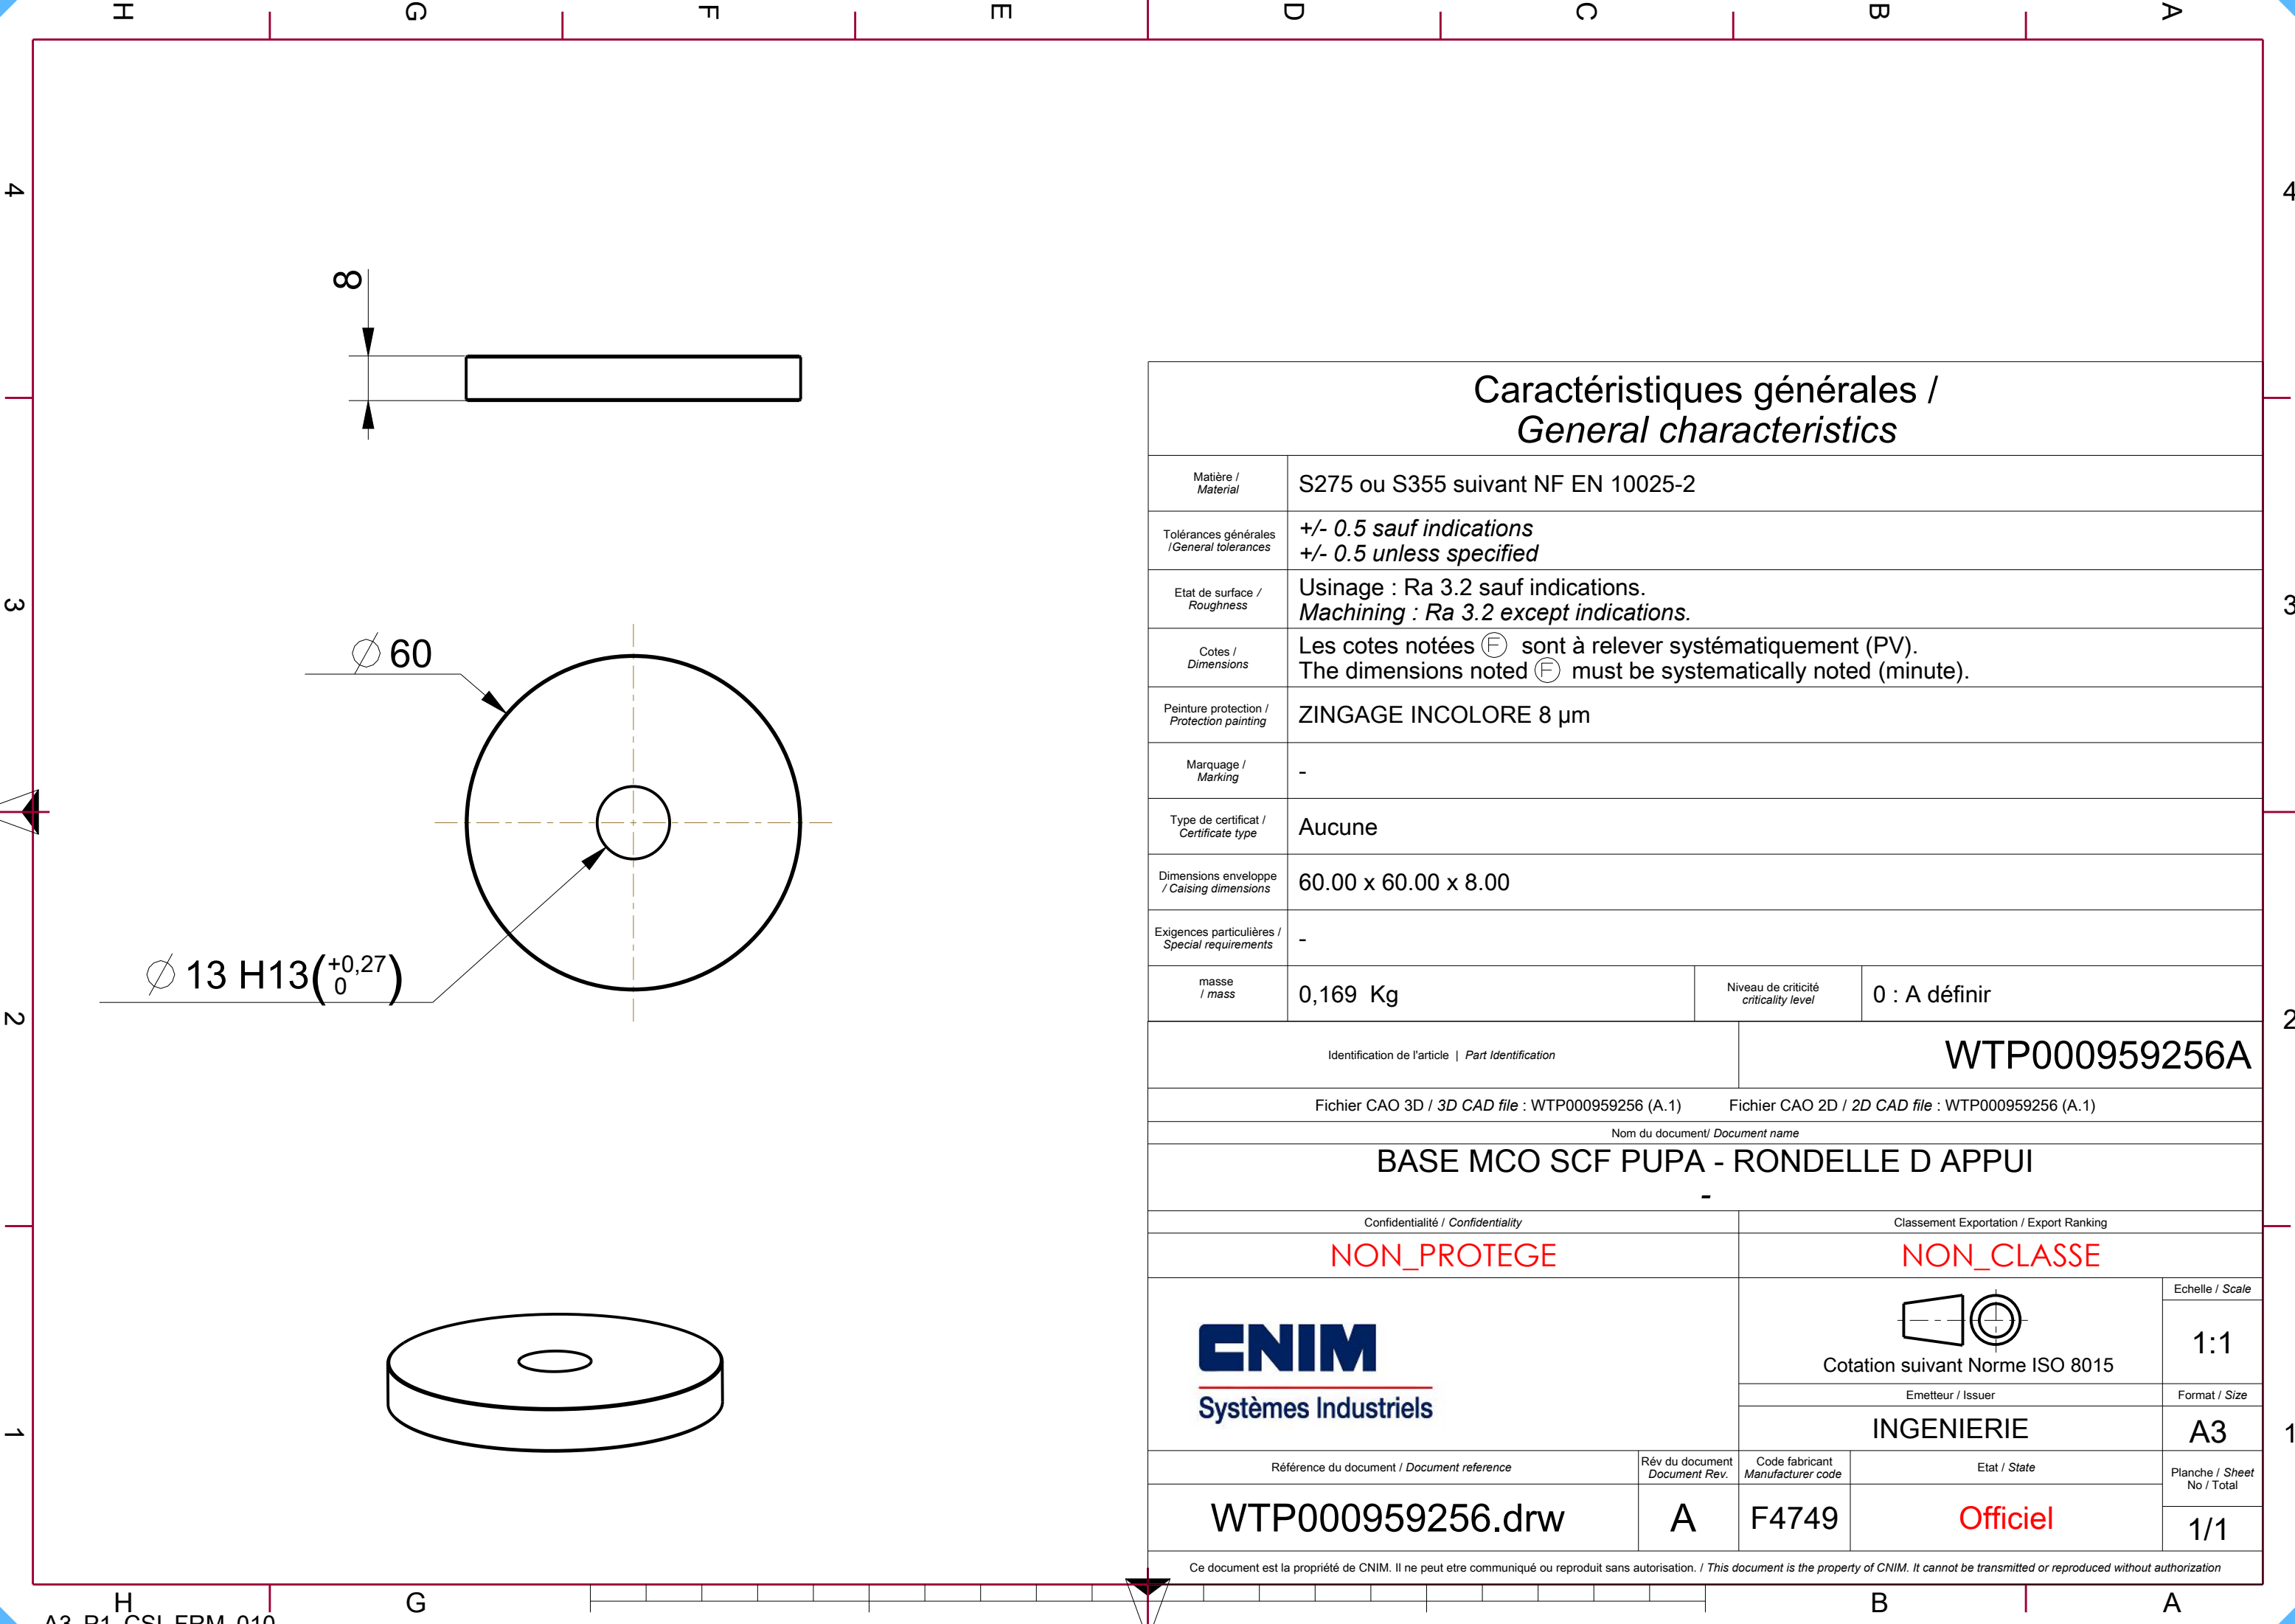 H G F E D C B A
4
4
8
Caractéristiques générales /
General characteristics
Matière /
Material
S275 ou S355 suivant NF EN 10025-2
Tolérances générales
/General tolerances
+/- 0.5 sauf indications
+/- 0.5 unless specified
3
3
Etat de surface /
Roughness
Usinage : Ra 3.2 sauf indications.
Machining : Ra 3.2 except indications.
Ø 60
Cotes /
Dimensions
Les cotes notées Ⓕ sont à relever systématiquement (PV).
The dimensions noted Ⓕ must be systematically noted (minute).
Peinture protection /
Protection painting
ZINGAGE INCOLORE 8 µm
Marquage /
Marking
-
Type de certificat /
Certificate type
Aucune
Dimensions enveloppe
/ Caising dimensions
60.00 x 60.00 x 8.00
Exigences particulières /
Special requirements
-
Ø 13 H13(+0,27
0)
masse
/ mass
0,169 Kg
Niveau de criticité
criticality level
0 : A définir
2
2
Identification de l'article | Part Identification
WTP000959256A
Fichier CAO 3D / 3D CAD file : WTP000959256 (A.1) Fichier CAO 2D / 2D CAD file : WTP000959256 (A.1)
Nom du document/ Document name
BASE MCO SCF PUPA - RONDELLE D APPUI
-
Confidentialité / Confidentiality
Classement Exportation / Export Ranking
NON_PROTEGE
NON_CLASSE
CNIM
Systèmes Industriels
Cotation suivant Norme ISO 8015
Echelle / Scale
1:1
Emetteur / Issuer
INGENIERIE
Format / Size
A3
1
1
Référence du document / Document reference
WTP000959256.drw
Rév du document
Document Rev.
A
Code fabricant
Manufacturer code
F4749
Etat / State
Officiel
Planche / Sheet
No / Total
1/1
Ce document est la propriété de CNIM. Il ne peut etre communiqué ou reproduit sans autorisation. / This document is the property of CNIM. It cannot be transmitted or reproduced without authorization
H G B A
A3_P1_CSI_FRM_010